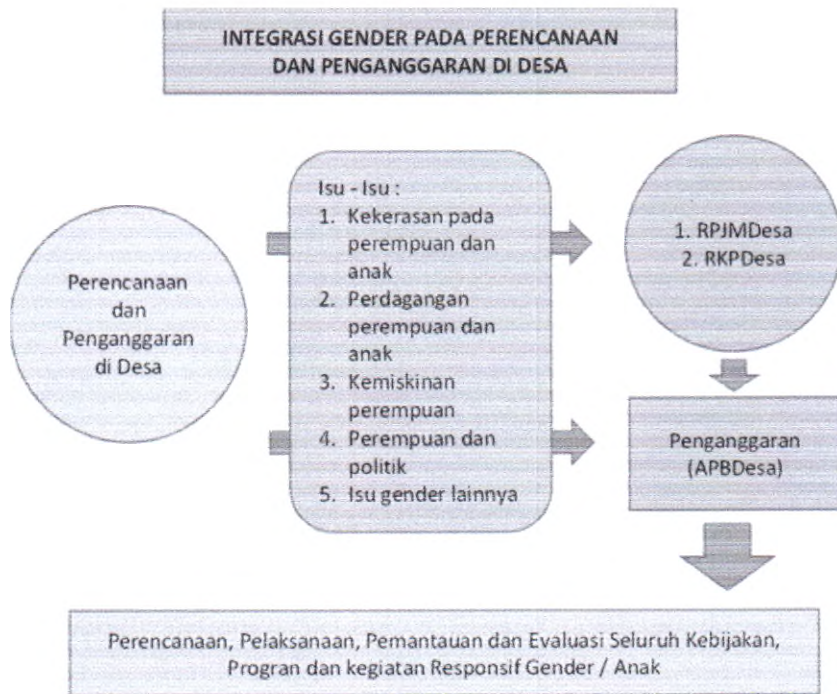 INTEGRASI GENDER PADA PERENCANAAN
DAN PENGANGGARAN DI DESA
Perencanaan
dan
Penganggaran
di Desa
Isu - Isu :
1. Kekerasan pada
perempuan dan
anak
2. Perdagangan
perempuan dan
anak
3. Kemiskinan
perempuan
4. Perempuan dan
politik
5. Isu gender lainnya
1. RPJMDesa
2. RKPDesa
Penganggaran
(APBDesa)
Perencanaan, Pelaksanaan, Pemantauan dan Evaluasi Seluruh Kebijakan,
Progran dan kegiatan Responsif Gender / Anak